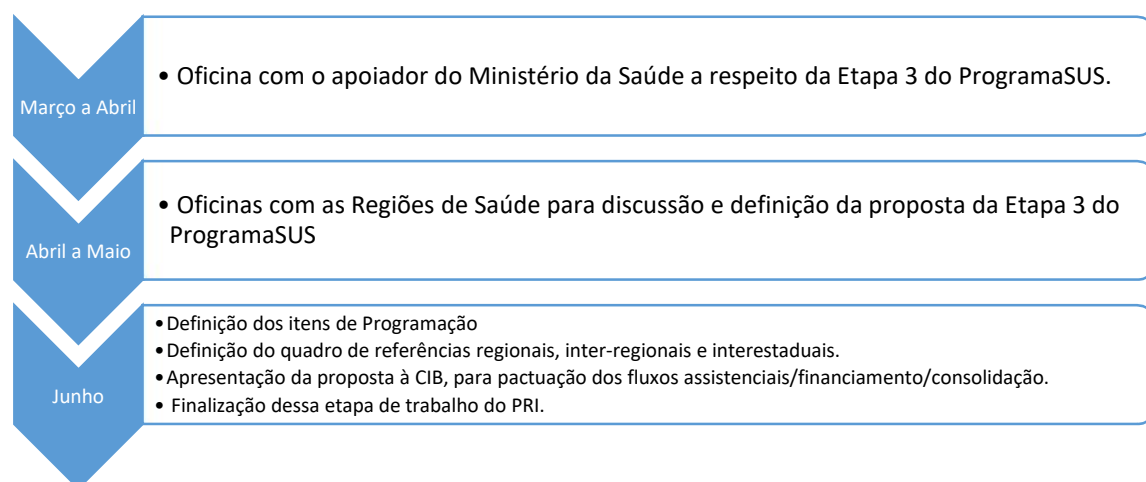 Março a Abril
• Oficina com o apoiador do Ministério da Saúde a respeito da Etapa 3 do ProgramaSUS.
Abril a Maio
• Oficinas com as Regiões de Saúde para discussão e definição da proposta da Etapa 3 do
ProgramaSUS
Junho
•Definição dos itens de Programação
•Definição do quadro de referências regionais, inter-regionais e interestaduais.
•Apresentação da proposta à CIB, para pactuação dos fluxos assistenciais/financiamento/consolidação.
• Finalização dessa etapa de trabalho do PRI.